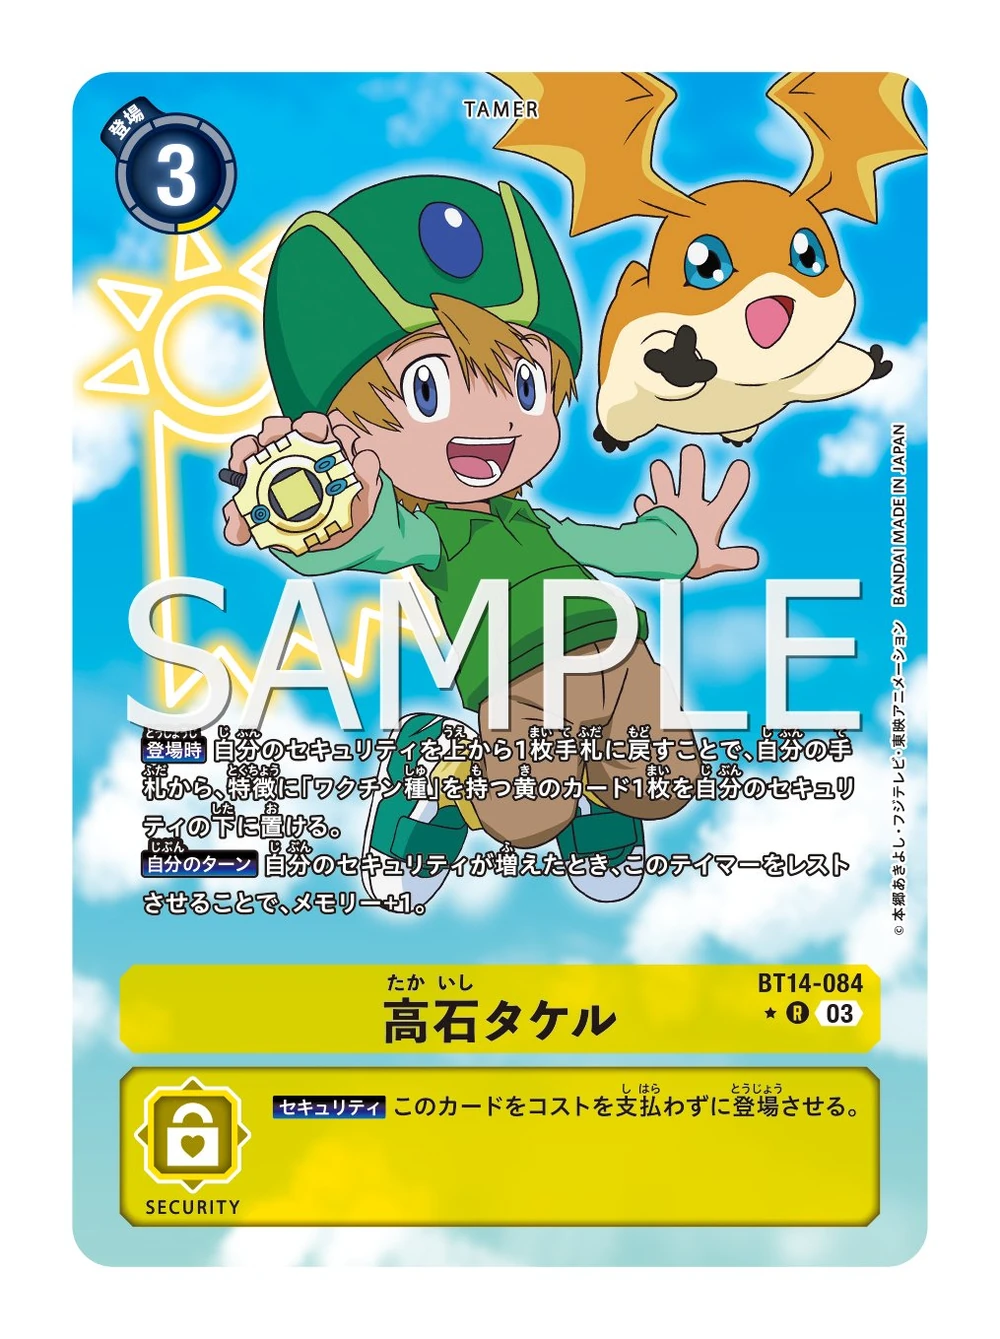 TAMER
登場
3
SAMPLE
登場時 自分のセキュリティを上から1枚手札に戻すことで、自分の手
札から、特徴に「ワクチン種」を持つ黄のカード1枚を自分のセキュリ
ティの下に置ける。
自分のターン 自分のセキュリティが増えたとき、このテイマーをレスト
させることで、メモリー+1。
©本郷あきよし・フジテレビ・東映アニメーション BANDAI MADE IN JAPAN
たか いし
高石タケル
BT14-084
★ R 03
セキュリティ このカードをコストを支払わずに登場させる。
SECURITY